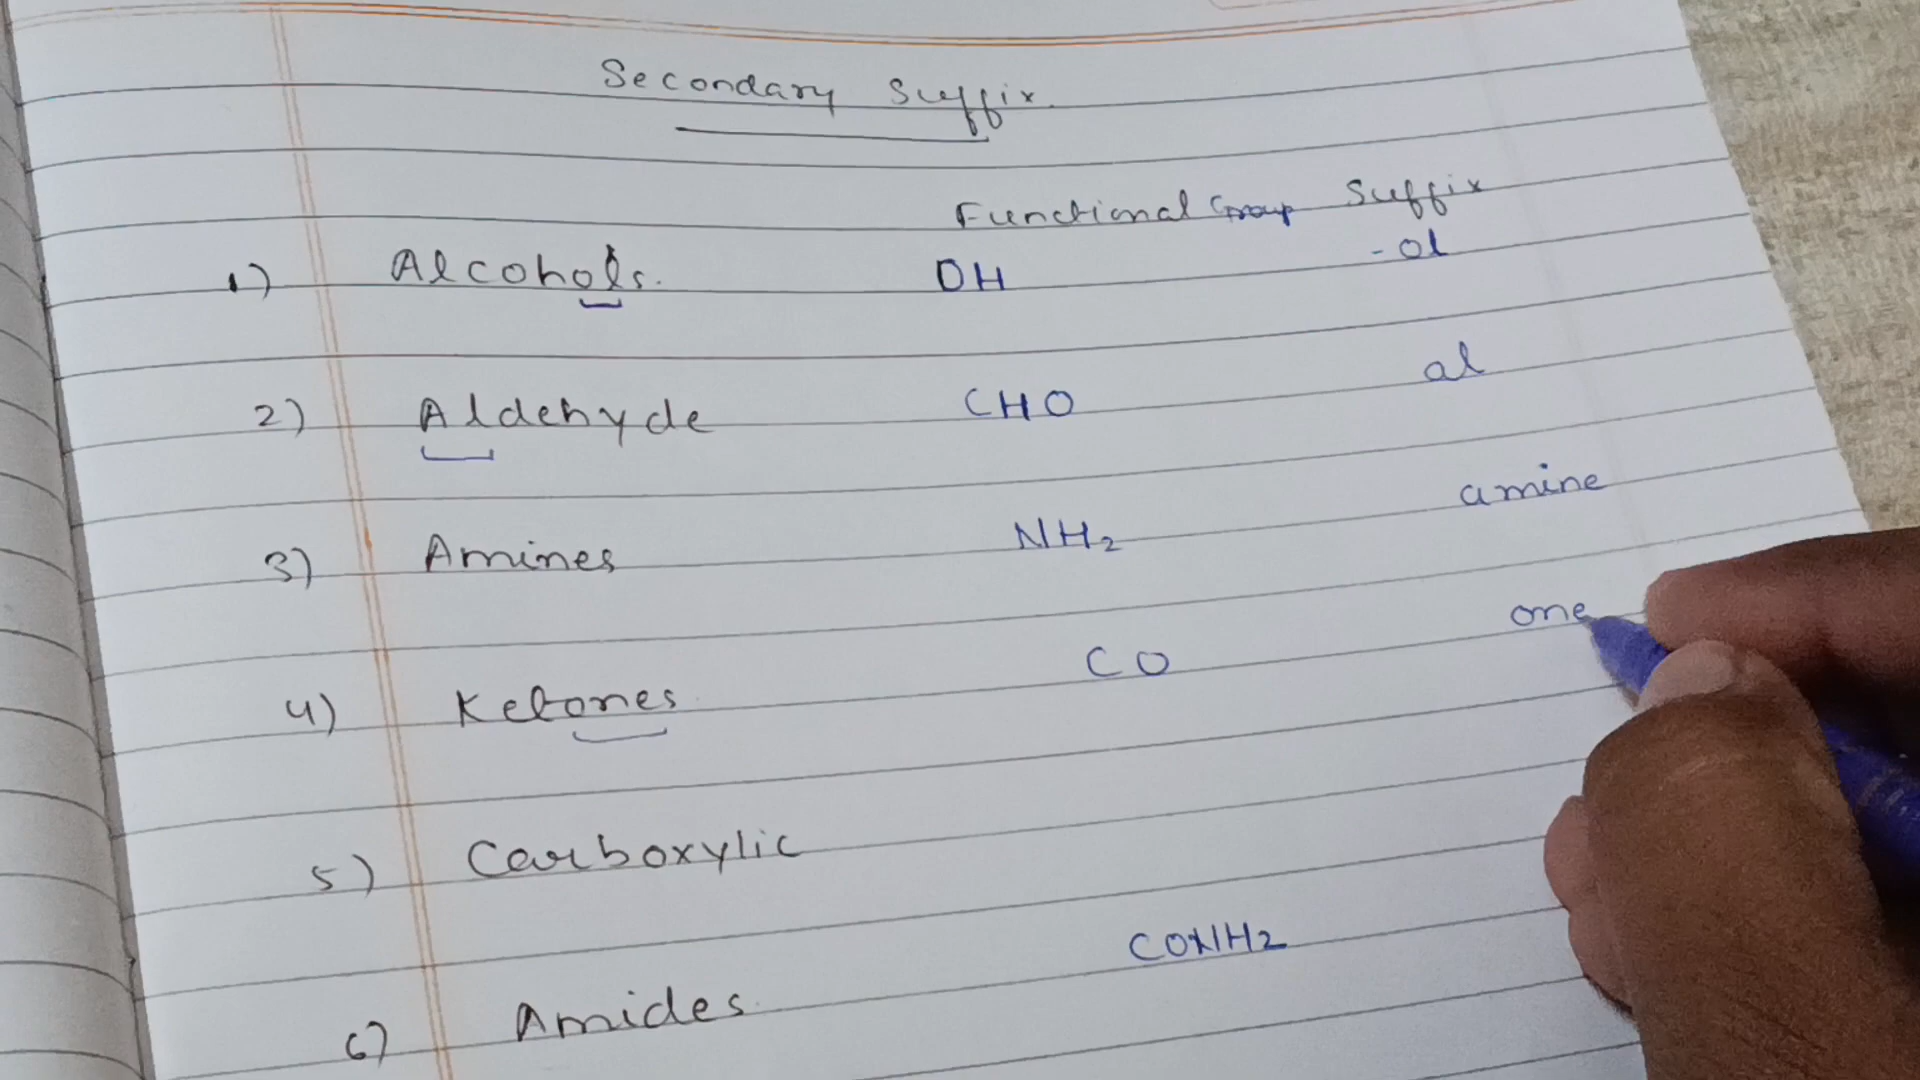 Secondary Suffix.
Functional Group Suffix
1) Alcohols. OH -ol
2) Aldehyde CHO al
3) Amines NH₂ amine
4) Ketones CO one
5) Carboxylic
6) Amides. CONH2